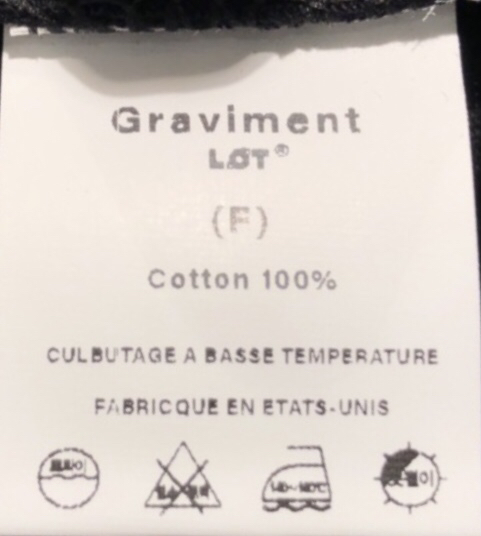 Graviment
LØT®
(F)
Cotton 100%
CULBUTAGE A BASSE TEMPERATURE
FABRICQUE EN ETATS-UNIS